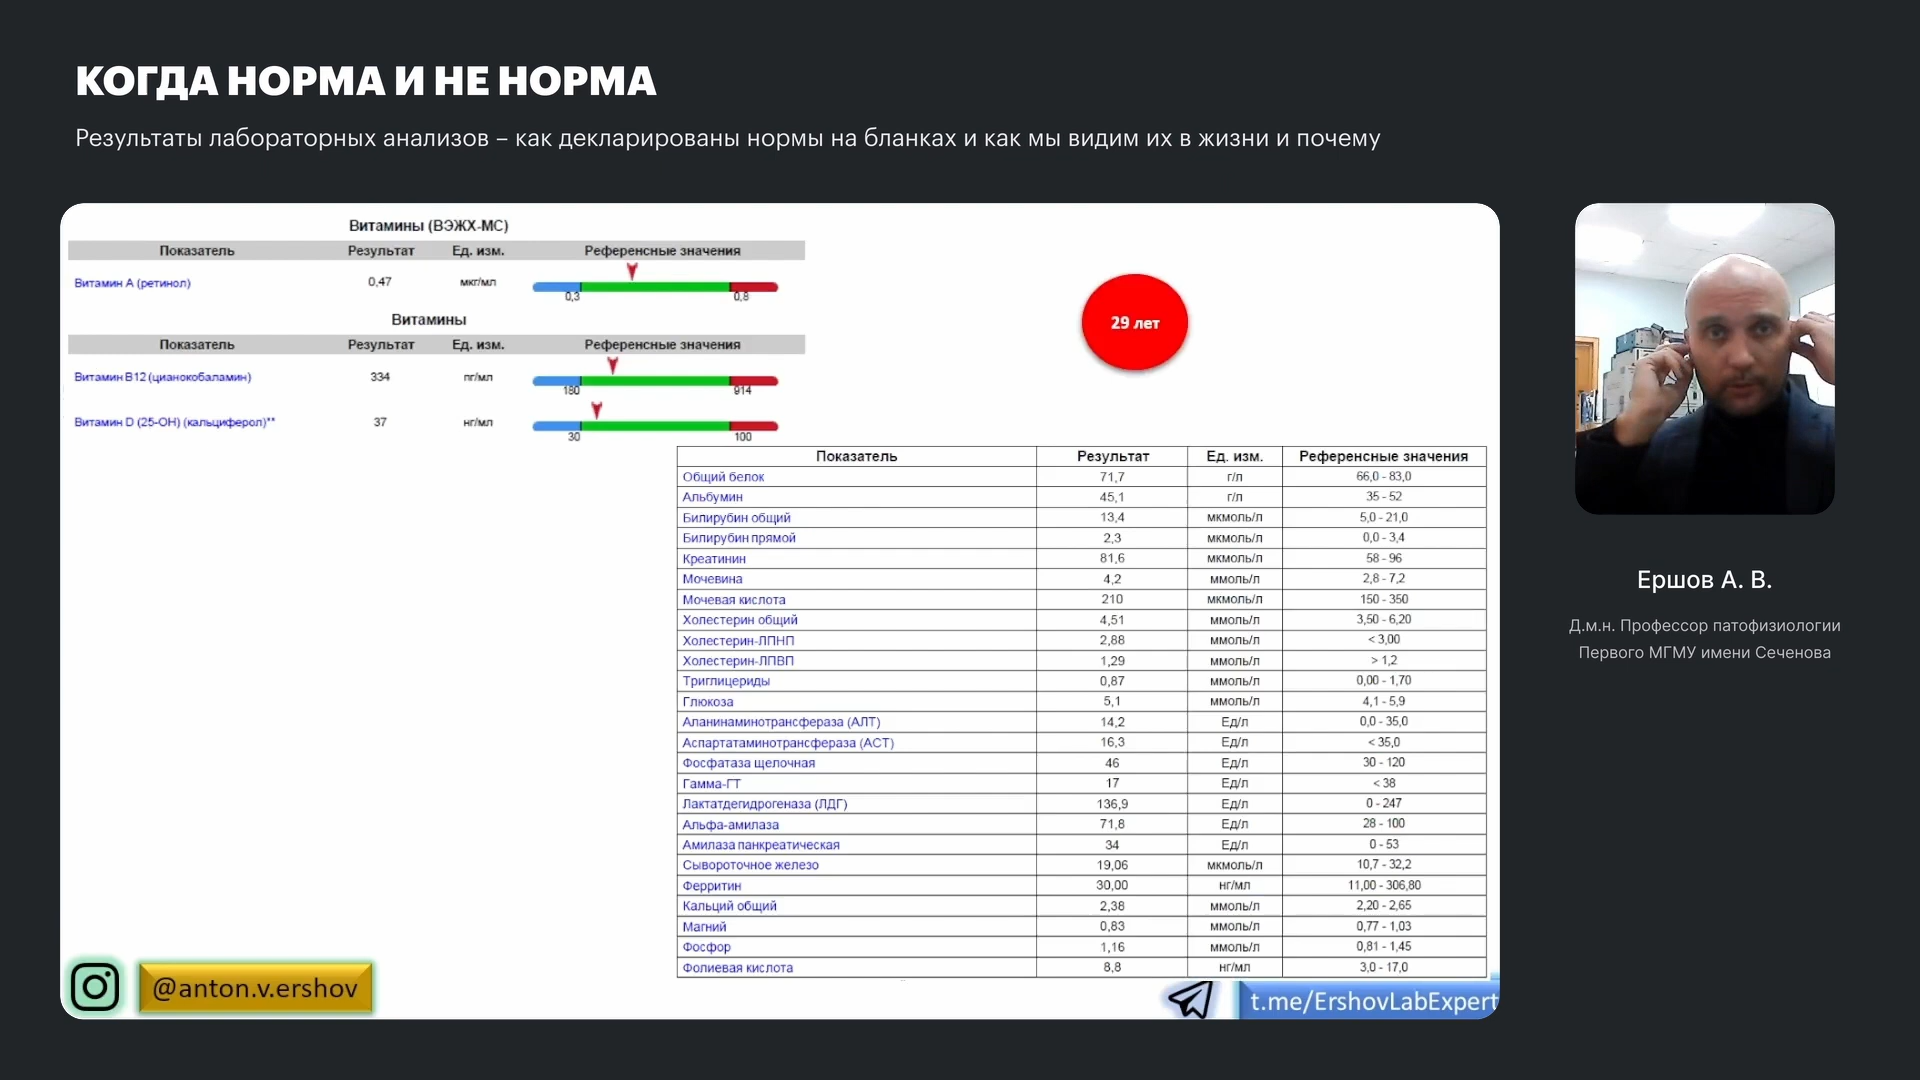 КОГДА НОРМА И НЕ НОРМА
Результаты лабораторных анализов – как декларированы нормы на бланках и как мы видим их в жизни и почему
Витамины (ВЭЖХ-МС)
Показатель Результат Ед. изм. Референсные значения
Витамин А (ретинол) 0,47 мкг/мл
0,3 0,8
Витамины
Показатель Результат Ед. изм. Референсные значения
Витамин В12 (цианокобаламин) 334 пг/мл
180 914
Витамин D (25-OH) (кальциферол)** 37 нг/мл
30 100
29 лет
Показатель Результат Ед. изм. Референсные значения
Общий белок 71,7 г/л 66,0 - 83,0
Альбумин 45,1 г/л 35 - 52
Билирубин общий 13,4 мкмоль/л 5,0 - 21,0
Билирубин прямой 2,3 мкмоль/л 0,0 - 3,4
Креатинин 81,6 мкмоль/л 58 - 96
Мочевина 4,2 ммоль/л 2,8 - 7,2
Мочевая кислота 210 мкмоль/л 150 - 350
Холестерин общий 4,51 ммоль/л 3,50 - 6,20
Холестерин-ЛПНП 2,88 ммоль/л < 3,00
Холестерин-ЛПВП 1,29 ммоль/л > 1,2
Триглицериды 0,87 ммоль/л 0,00 - 1,70
Глюкоза 5,1 ммоль/л 4,1 - 5,9
Аланинаминотрансфераза (АЛТ) 14,2 Ед/л 0,0 - 35,0
Аспартатаминотрансфераза (АСТ) 16,3 Ед/л < 35,0
Фосфатаза щелочная 46 Ед/л 30 - 120
Гамма-ГТ 17 Ед/л < 38
Лактатдегидрогеназа (ЛДГ) 136,9 Ед/л 0 - 247
Альфа-амилаза 71,8 Ед/л 28 - 100
Амилаза панкреатическая 34 Ед/л 0 - 53
Сывороточное железо 19,06 мкмоль/л 10,7 - 32,2
Ферритин 30,00 нг/мл 11,00 - 306,80
Кальций общий 2,38 ммоль/л 2,20 - 2,65
Магний 0,83 ммоль/л 0,77 - 1,03
Фосфор 1,16 ммоль/л 0,81 - 1,45
Фолиевая кислота 8,8 нг/мл 3,0 - 17,0
@anton.v.ershov
t.me/ErshovLabExpert
Ершов А. В.
Д.м.н. Профессор патофизиологии
Первого МГМУ имени Сеченова